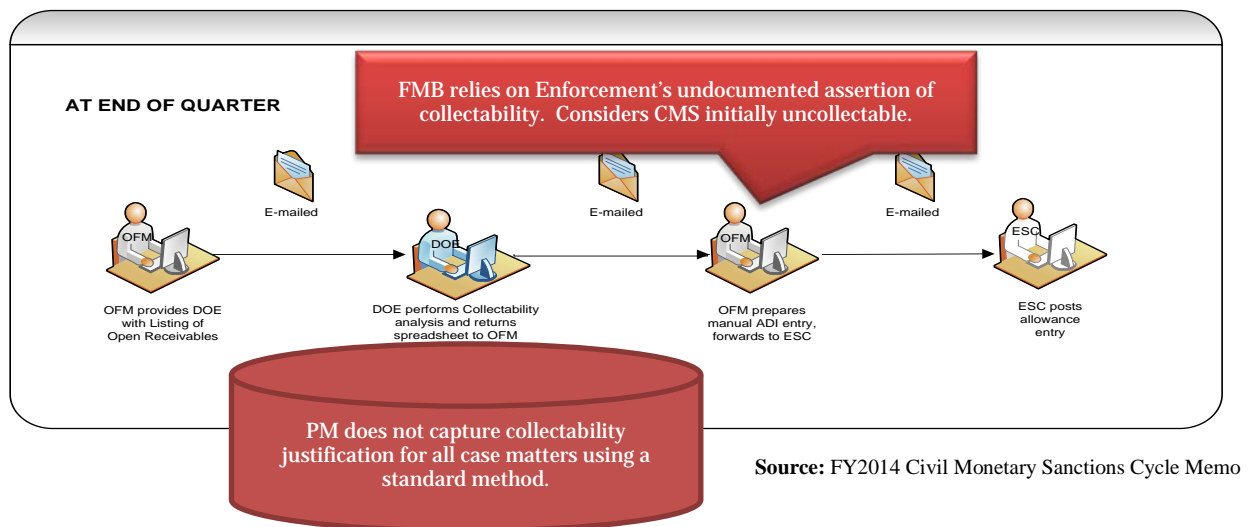 FMB relies on Enforcement's undocumented assertion of
collectability.  Considers CMS initially uncollectable.
AT END OF QUARTER
E-mailed
E-mailed
E-mailed
OFM
DOE
OFM
ESC
OFM provides DOE
with Listing of
Open Receivables
DOE performs Collectability
analysis and returns
spreadsheet to OFM
OFM prepares
manual ADI entry,
forwards to ESC
ESC posts
allowance
entry
PM does not capture collectability
justification for all case matters using a
standard method.
Source: FY2014 Civil Monetary Sanctions Cycle Memo